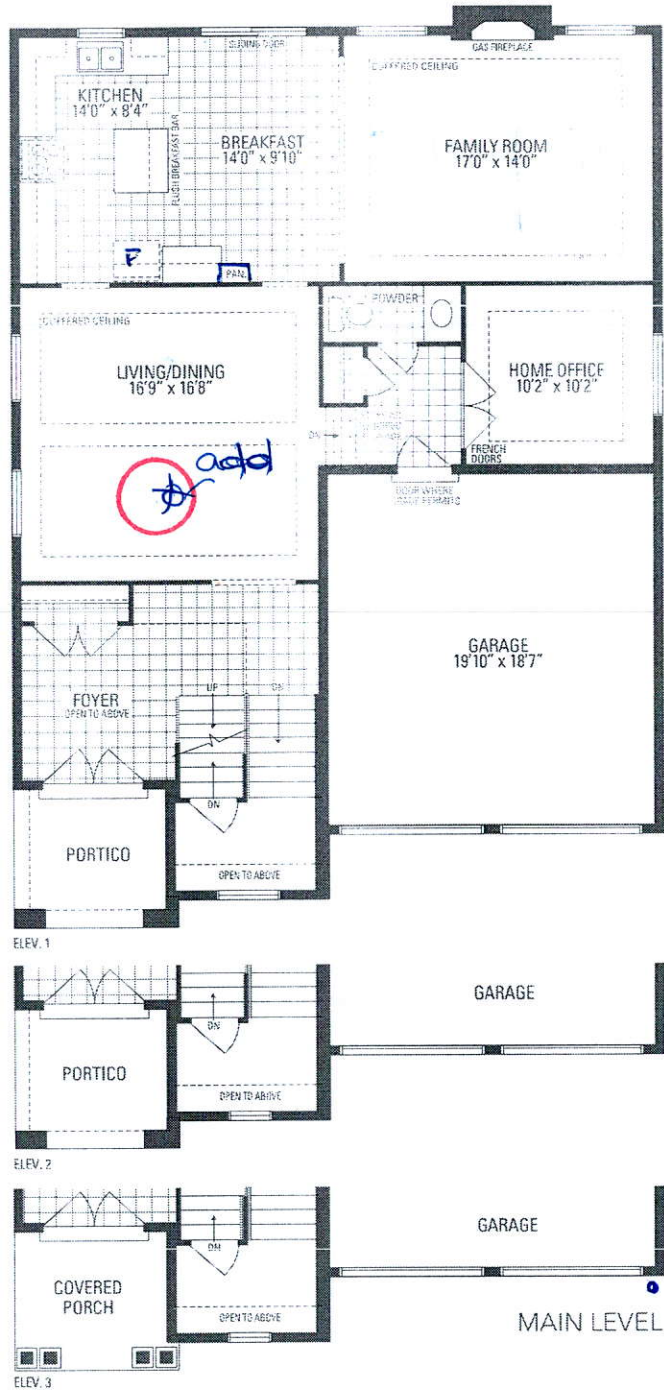 SLIDING DOOR
GAS FIREPLACE
COFFERED CEILING
KITCHEN
14'0" x 8'4"
FLUSH BREAKFAST BAR
BREAKFAST
14'0" x 9'10"
FAMILY ROOM
17'0" x 14'0"
F
PAN.
COFFERED CEILING
POWDER
LIVING/DINING
16'9" x 16'8"
HOME OFFICE
10'2" x 10'2"
DN
FRENCH
DOORS
add
DOOR WHERE
GRADE PERMITS
GARAGE
19'10" x 18'7"
FOYER
OPEN TO ABOVE
UP
DN
DN
PORTICO
OPEN TO ABOVE
ELEV. 1
GARAGE
DN
PORTICO
OPEN TO ABOVE
ELEV. 2
GARAGE
DN
COVERED
PORCH
OPEN TO ABOVE
MAIN LEVEL
ELEV. 3